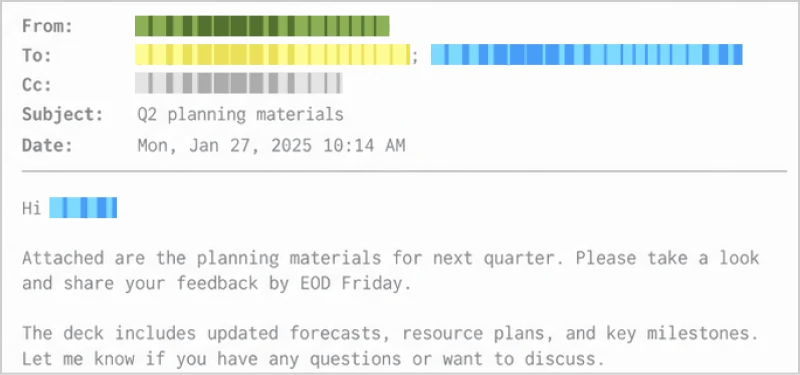 From:
To: ;
Cc:
Subject: Q2 planning materials
Date: Mon, Jan 27, 2025 10:14 AM
Hi
Attached are the planning materials for next quarter. Please take a look
and share your feedback by EOD Friday.
The deck includes updated forecasts, resource plans, and key milestones.
Let me know if you have any questions or want to discuss.